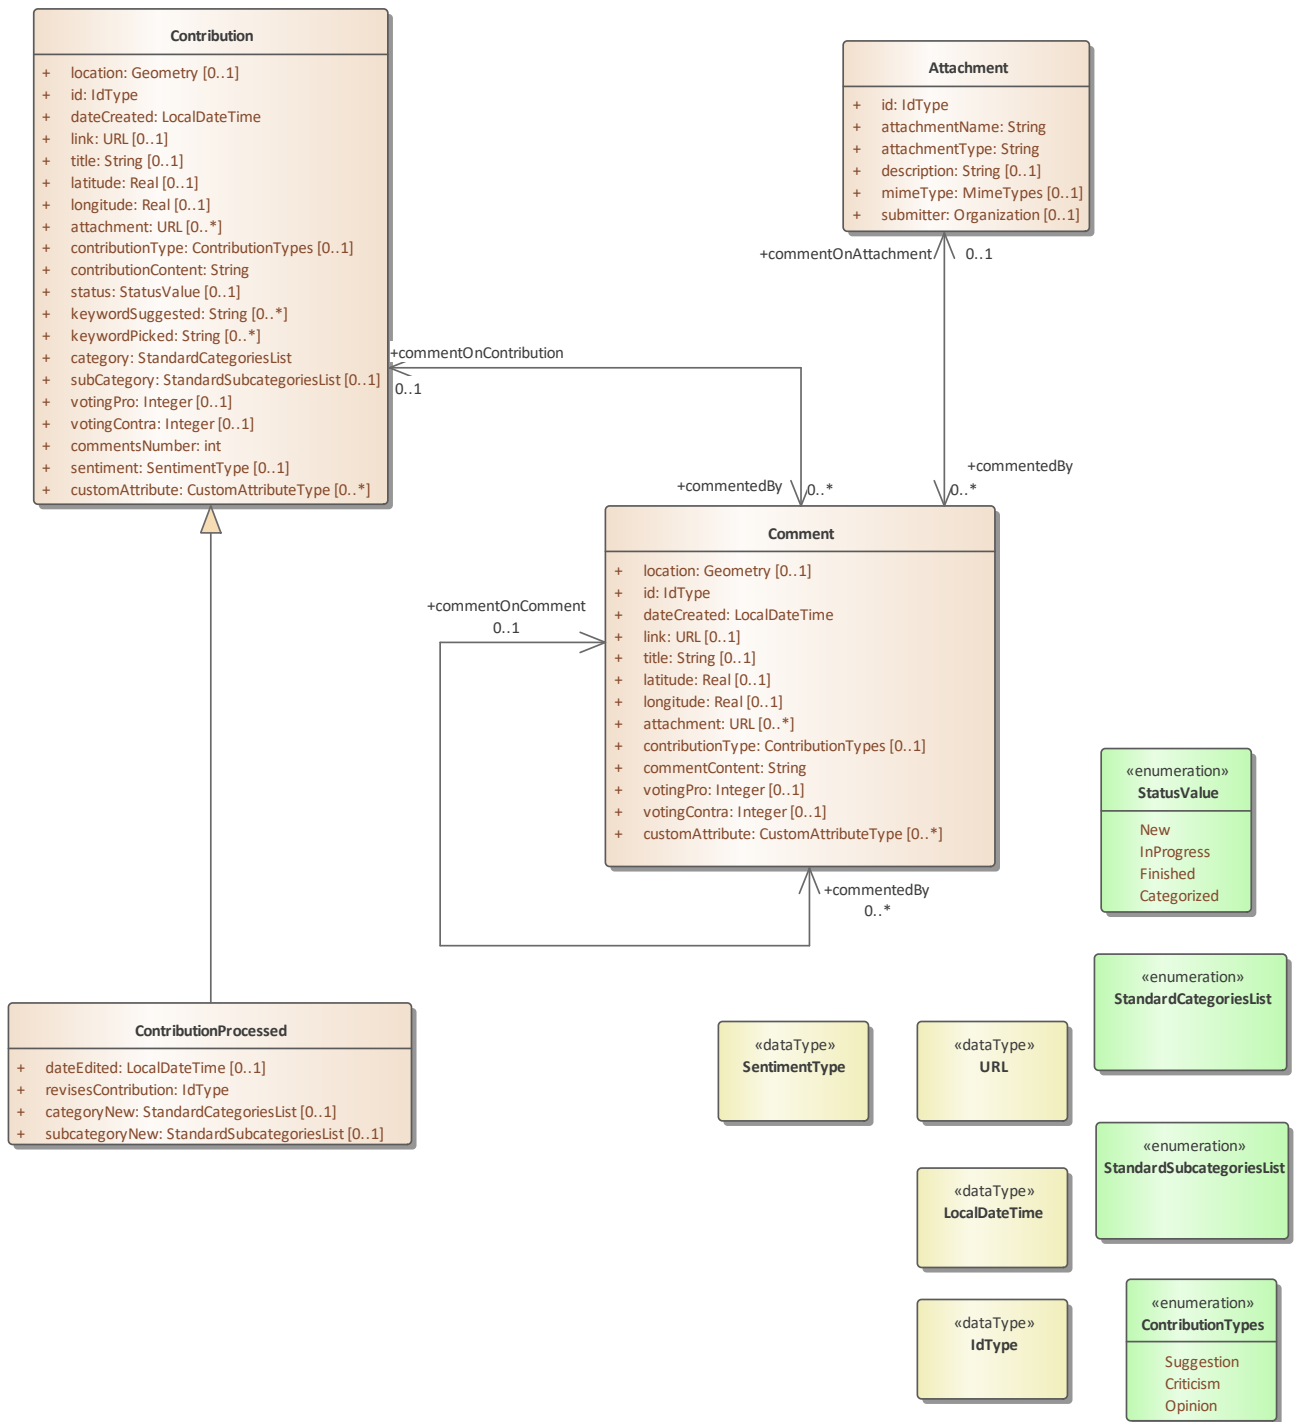 Contribution
+ location: Geometry [0..1]
+ id: IdType
+ dateCreated: LocalDateTime
+ link: URL [0..1]
+ title: String [0..1]
+ latitude: Real [0..1]
+ longitude: Real [0..1]
+ attachment: URL [0..*]
+ contributionType: ContributionTypes [0..1]
+ contributionContent: String
+ status: StatusValue [0..1]
+ keywordSuggested: String [0..*]
+ keywordPicked: String [0..*]
+ category: StandardCategoriesList
+ subCategory: StandardSubcategoriesList [0..1]
+ votingPro: Integer [0..1]
+ votingContra: Integer [0..1]
+ commentsNumber: int
+ sentiment: SentimentType [0..1]
+ customAttribute: CustomAttributeType [0..*]
Attachment
+ id: IdType
+ attachmentName: String
+ attachmentType: String
+ description: String [0..1]
+ mimeType: MimeTypes [0..1]
+ submitter: Organization [0..1]
+commentOnAttachment
0..1
+commentOnContribution
0..1
+commentedBy
0..*
+commentedBy
0..*
Comment
+ location: Geometry [0..1]
+ id: IdType
+ dateCreated: LocalDateTime
+ link: URL [0..1]
+ title: String [0..1]
+ latitude: Real [0..1]
+ longitude: Real [0..1]
+ attachment: URL [0..*]
+ contributionType: ContributionTypes [0..1]
+ commentContent: String
+ votingPro: Integer [0..1]
+ votingContra: Integer [0..1]
+ customAttribute: CustomAttributeType [0..*]
+commentOnComment
0..1
+commentedBy
0..*
«enumeration»
StatusValue
New
InProgress
Finished
Categorized
«enumeration»
StandardCategoriesList
ContributionProcessed
+ dateEdited: LocalDateTime [0..1]
+ revisesContribution: IdType
+ categoryNew: StandardCategoriesList [0..1]
+ subcategoryNew: StandardSubcategoriesList [0..1]
«dataType»
SentimentType
«dataType»
URL
«enumeration»
StandardSubcategoriesList
«dataType»
LocalDateTime
«dataType»
IdType
«enumeration»
ContributionTypes
Suggestion
Criticism
Opinion